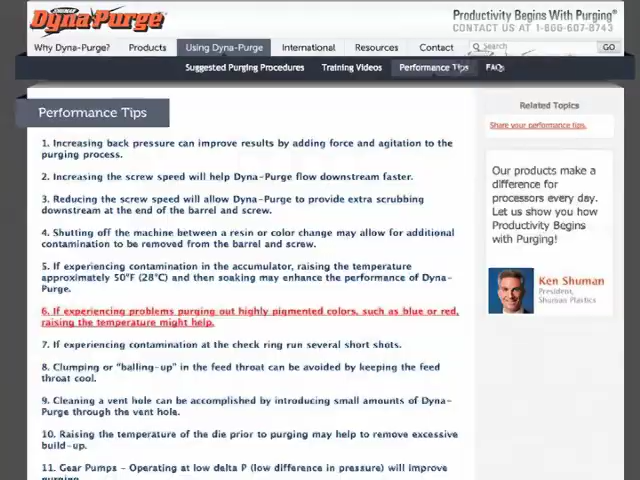 Dyna-Purge
Productivity Begins With Purging
CONTACT US AT 1-866-607-8743
Why Dyna-Purge? Products Using Dyna-Purge International Resources Contact Search GO
Suggested Purging Procedures Training Videos Performance Tips FAQs
Performance Tips
1. Increasing back pressure can improve results by adding force and agitation to the
purging process.
2. Increasing the screw speed will help Dyna-Purge flow downstream faster.
3. Reducing the screw speed will allow Dyna-Purge to provide extra scrubbing
downstream at the end of the barrel and screw.
4. Shutting off the machine between a resin or color change may allow for additional
contamination to be removed from the barrel and screw.
5. If experiencing contamination in the accumulator, raising the temperature
approximately 50°F (28°C) and then soaking may enhance the performance of Dyna-
Purge.
6. If experiencing problems purging out highly pigmented colors, such as blue or red,
raising the temperature might help.
7. If experiencing contamination at the check ring run several short shots.
8. Clumping or “balling-up” in the feed throat can be avoided by keeping the feed
throat cool.
9. Cleaning a vent hole can be accomplished by introducing small amounts of Dyna-
Purge through the vent hole.
10. Raising the temperature of the die prior to purging may help to remove excessive
build-up.
11. Gear Pumps - Operating at low delta P (low difference in pressure) will improve
purging
Related Topics
Share your performance tips.
Our products make a
difference for
processors every day.
Let us show you how
Productivity Begins
with Purging!
Ken Shuman
President,
Shuman Plastics